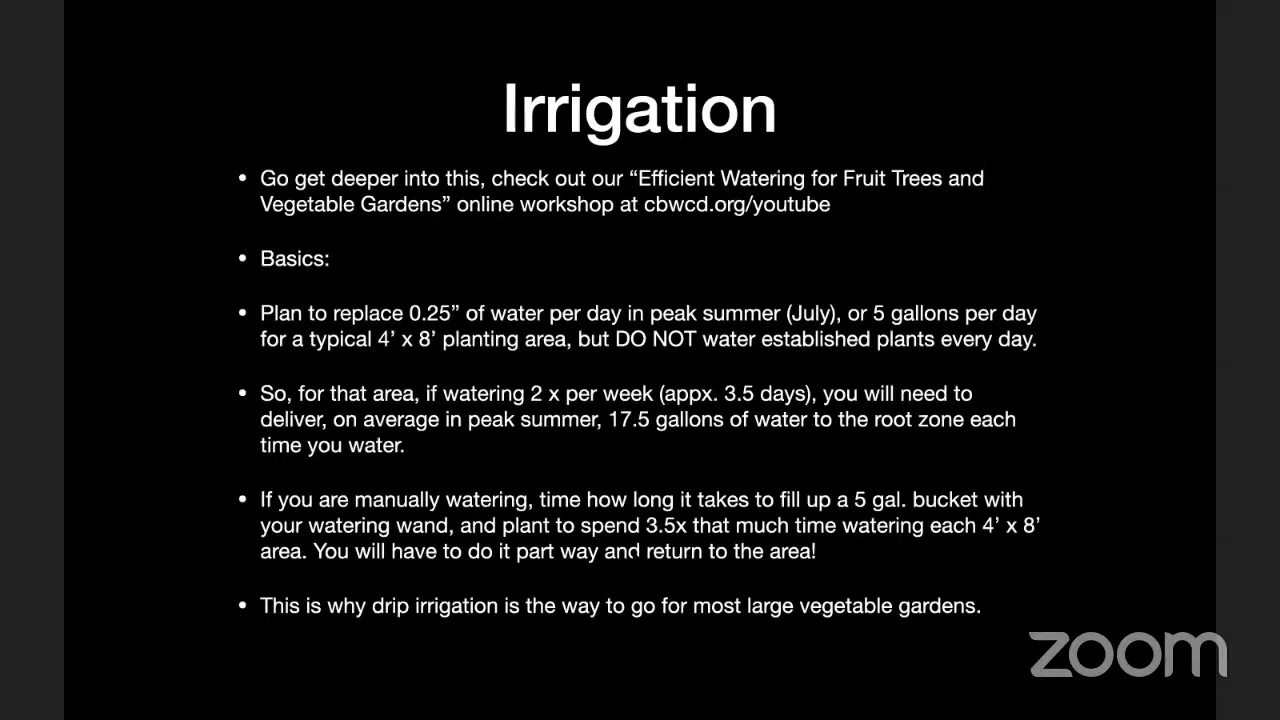 Irrigation
• Go get deeper into this, check out our “Efficient Watering for Fruit Trees and
Vegetable Gardens” online workshop at cbwcd.org/youtube
• Basics:
• Plan to replace 0.25” of water per day in peak summer (July), or 5 gallons per day
for a typical 4’ x 8’ planting area, but DO NOT water established plants every day.
• So, for that area, if watering 2 x per week (appx. 3.5 days), you will need to
deliver, on average in peak summer, 17.5 gallons of water to the root zone each
time you water.
• If you are manually watering, time how long it takes to fill up a 5 gal. bucket with
your watering wand, and plant to spend 3.5x that much time watering each 4’ x 8’
area. You will have to do it part way and return to the area!
• This is why drip irrigation is the way to go for most large vegetable gardens.
zoom